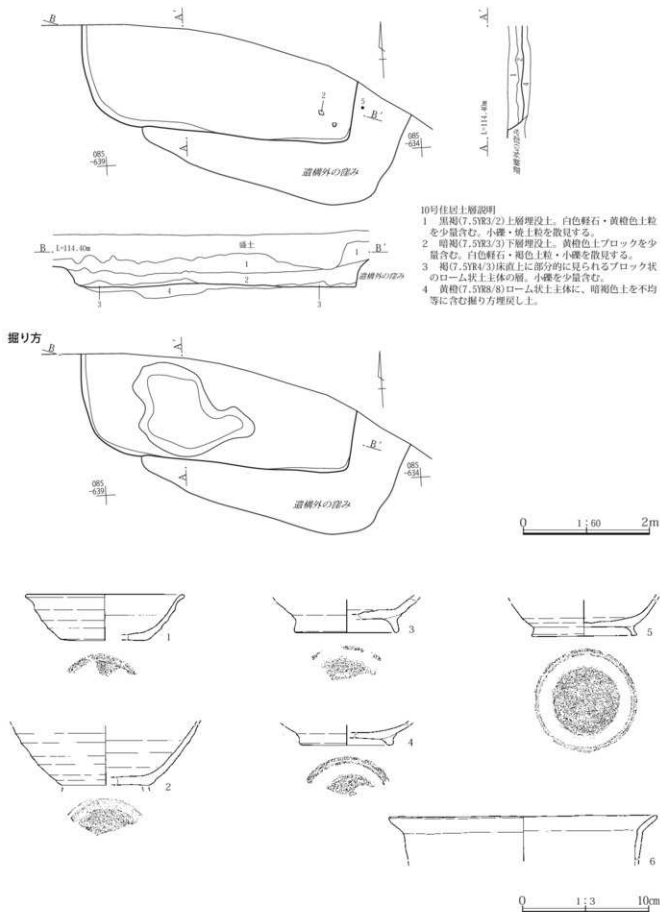 B
A'
A'
2
5
B'
085
-639
A
085
-634
遺構外の窪み
1
2
4
A
L=114.40m
遺構外の窪み
B
L=114.40m
盛土
B'
1
1
2
遺構外の窪み
4
3
3
10号住居土層説明
1 黒褐(7.5YR3/2)上層埋没土。白色軽石・黄橙色土粒
を少量含む。小礫・焼土粒を散見する。
2 暗褐(7.5YR3/3)下層埋没土。黄橙色土ブロックを少
量含む。白色軽石・褐色土粒・小礫を散見する。
3 褐(7.5YR4/3)床直上に部分的に見られるブロック状
のローム状土主体の層。小礫を少量含む。
4 黄橙(7.5YR8/8)ローム状土主体に、暗褐色土を不均
等に含む掘り方埋戻し土。
掘り方
B
A'
B'
085
-639
A
085
-634
遺構外の窪み
0 1:60 2m
1
3
5
2
4
6
0 1:3 10cm